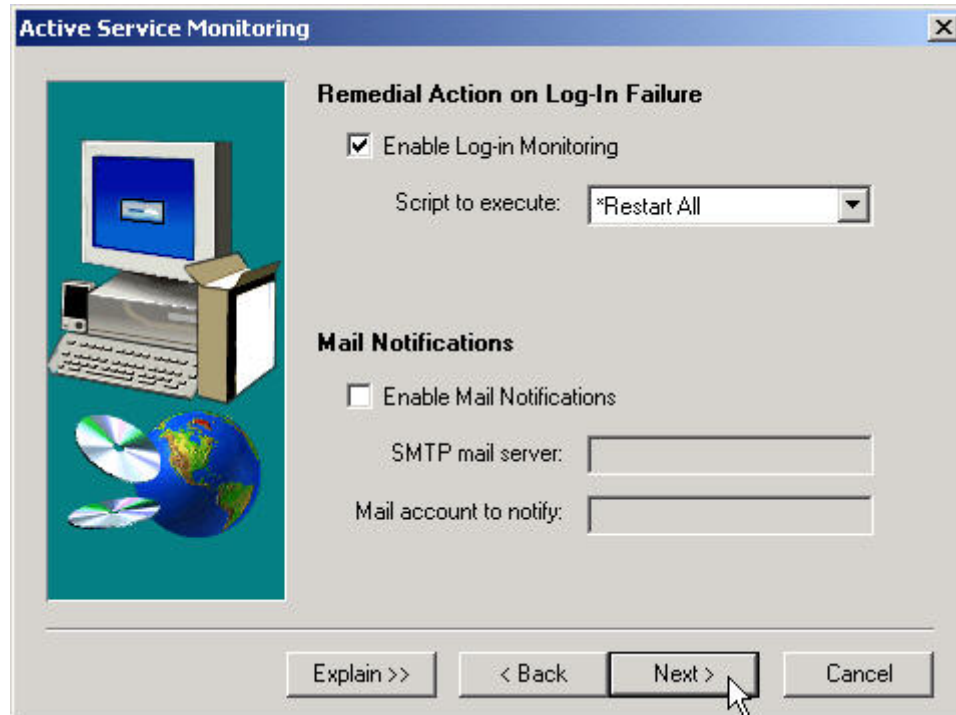 Active Service Monitoring
Remedial Action on Log-In Failure
Enable Log-in Monitoring
Script to execute: *Restart All
Mail Notifications
Enable Mail Notifications
SMTP mail server:
Mail account to notify:
Explain >> < Back Next > Cancel